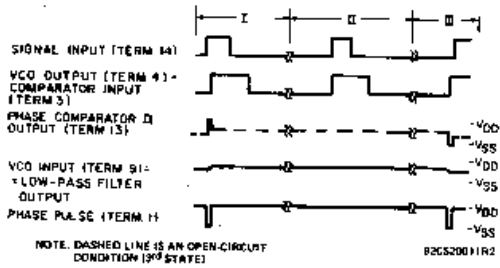 I II III
SIGNAL INPUT (TERM 14)
VCO OUTPUT (TERM 4)=
COMPARATOR INPUT
(TERM 3)
PHASE COMPARATOR II
OUTPUT (TERM 13)
-VDD
-VSS
VCO INPUT (TERM 9)=
=LOW-PASS FILTER
OUTPUT
-VDD
-VSS
PHASE PULSE (TERM 1)
-VDD
-VSS
NOTE: DASHED LINE IS AN OPEN-CIRCUIT
CONDITION (3rd STATE)
92CS20011R2